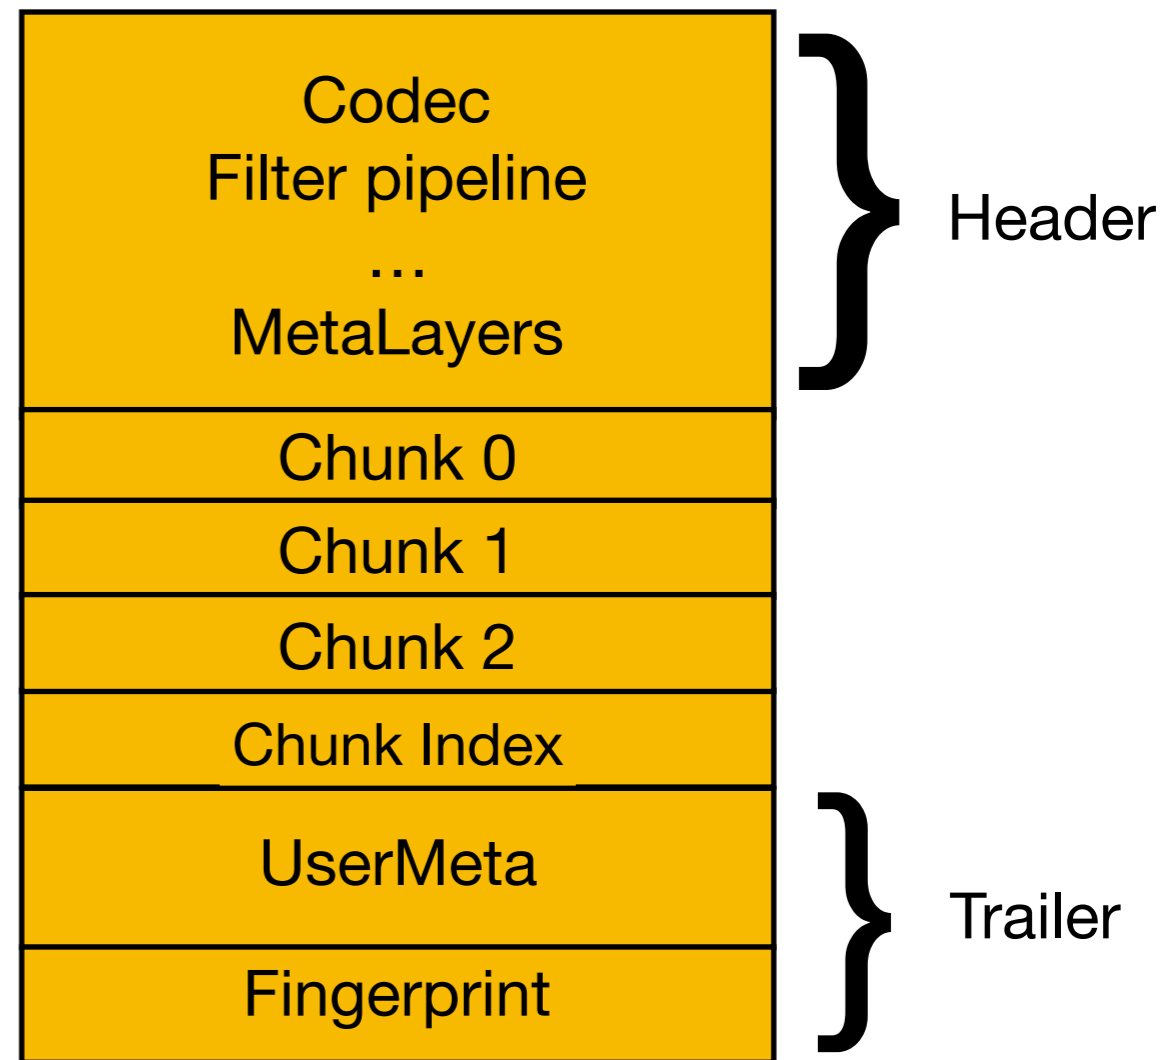 Codec
Filter pipeline
...
MetaLayers
Header
Chunk 0
Chunk 1
Chunk 2
Chunk Index
UserMeta
Fingerprint
Trailer